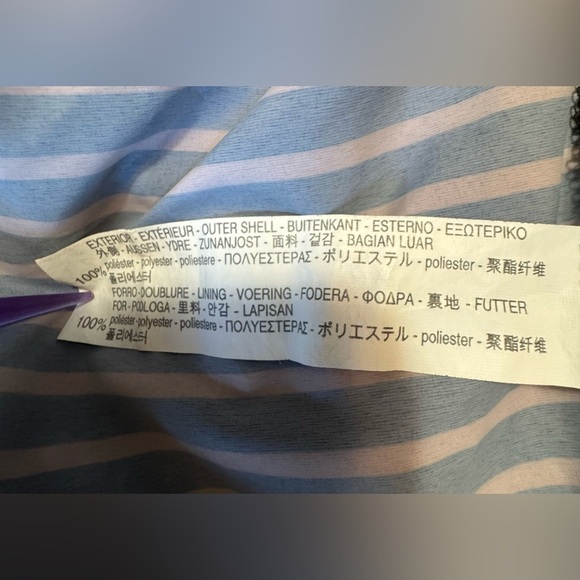 EXTERIOR - EXTÉRIEUR - OUTER SHELL - BUITENKANT - ESTERNO - ΕΞΩΤΕΡΙΚΟ
外側 - AUSSEN - YDRE - ZUNANJOST - 面料 - 겉감 - BAGIAN LUAR
100% poliéster - polyester - poliestere - ΠΟΛΥΕΣΤΕΡΑΣ - ポリエステル - poliester - 聚酯纤维
폴리에스터
FORRO - DOUBLURE - LINING - VOERING - FODERA - ΦΟΔΡΑ - 裏地 - FUTTER
FOR - PODLOGA - 里料 - 안감 - LAPISAN
100% poliéster - polyester - poliestere - ΠΟΛΥΕΣΤΕΡΑΣ - ポリエステル - poliester - 聚酯纤维
폴리에스터